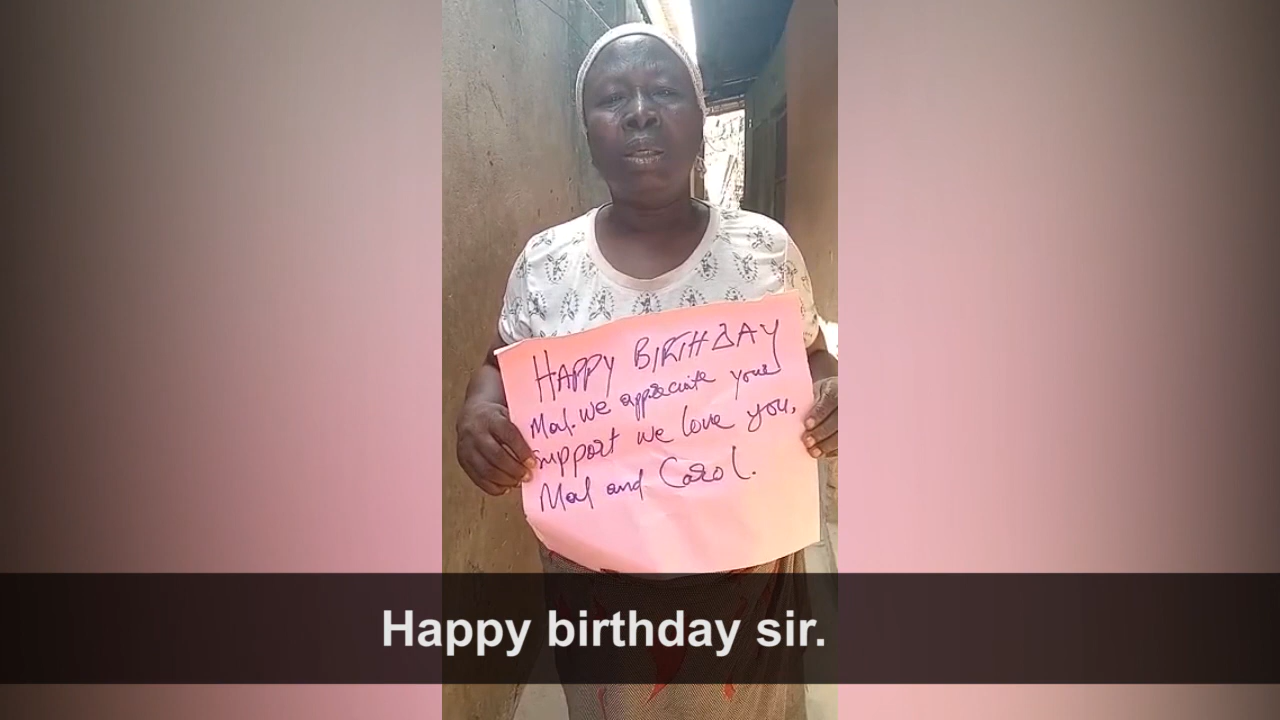 HAPPY BIRTHDAY
Mal. We appreciate your
Support we love you,
Mal and Carol.
Happy birthday sir.